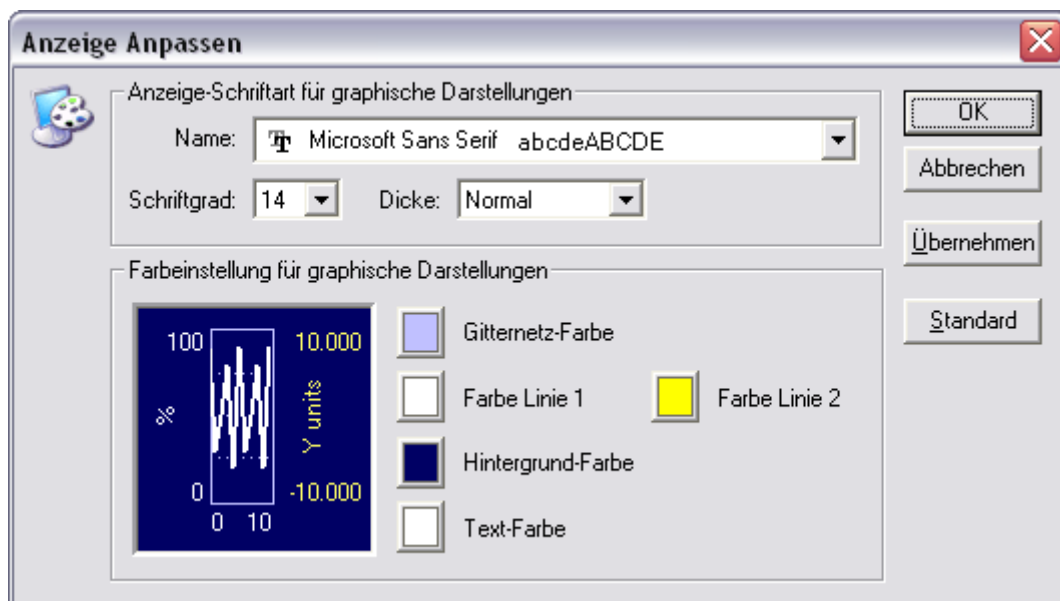 Anzeige Anpassen
Anzeige-Schriftart für graphische Darstellungen
Name: Microsoft Sans Serif abcdeABCDE
Schriftgrad: 14 Dicke: Normal
OK
Abbrechen
Übernehmen
Standard
Farbeinstellung für graphische Darstellungen
100 10.000
% Y units
0 -10.000
0 10
Gitternetz-Farbe
Farbe Linie 1 Farbe Linie 2
Hintergrund-Farbe
Text-Farbe